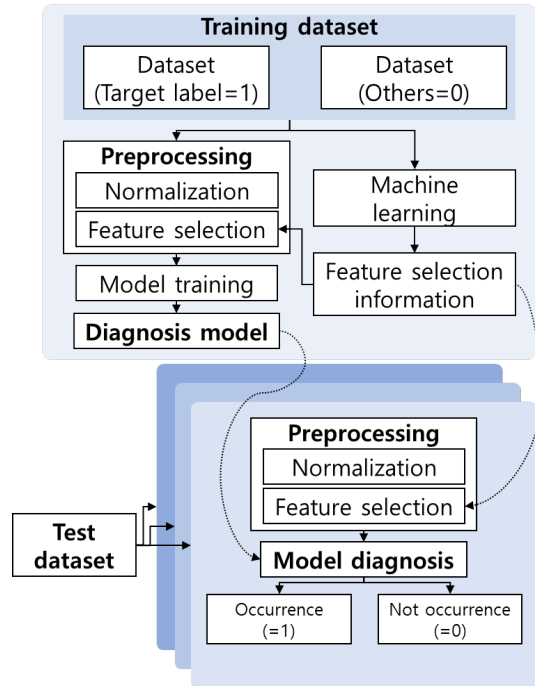 Training dataset
Dataset
(Target label=1)
Dataset
(Others=0)
Preprocessing
Normalization
Feature selection
Machine
learning
Model training
Feature selection
information
Diagnosis model
Preprocessing
Normalization
Feature selection
Test
dataset
Model diagnosis
Occurrence
(=1)
Not occurrence
(=0)